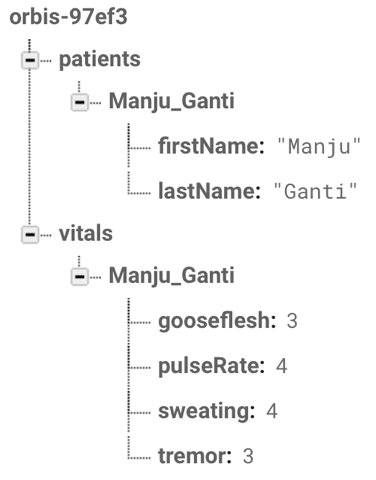 orbis-97ef3
patients
Manju_Ganti
firstName: "Manju"
lastName: "Ganti"
vitals
Manju_Ganti
gooseflesh: 3
pulseRate: 4
sweating: 4
tremor: 3